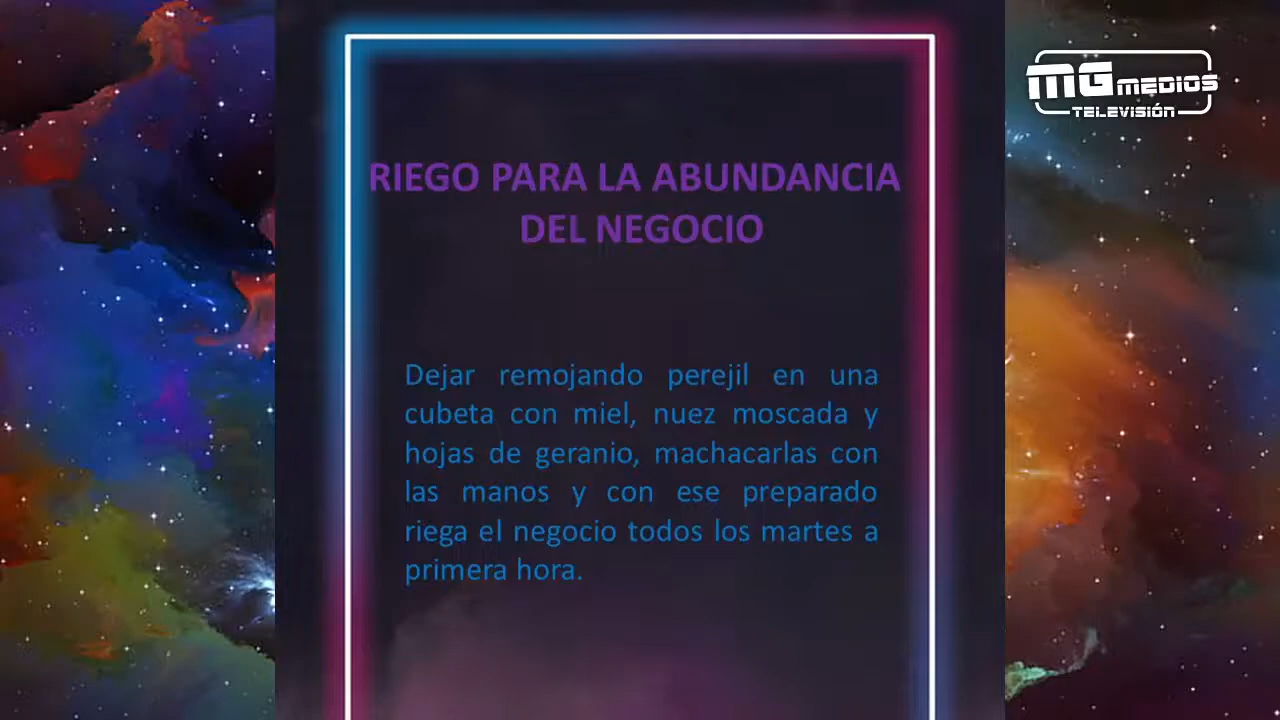 MG MEDIOS
TELEVISIÓN
RIEGO PARA LA ABUNDANCIA
DEL NEGOCIO
Dejar remojando perejil en una
cubeta con miel, nuez moscada y
hojas de geranio, machacarlas con
las manos y con ese preparado
riega el negocio todos los martes a
primera hora.